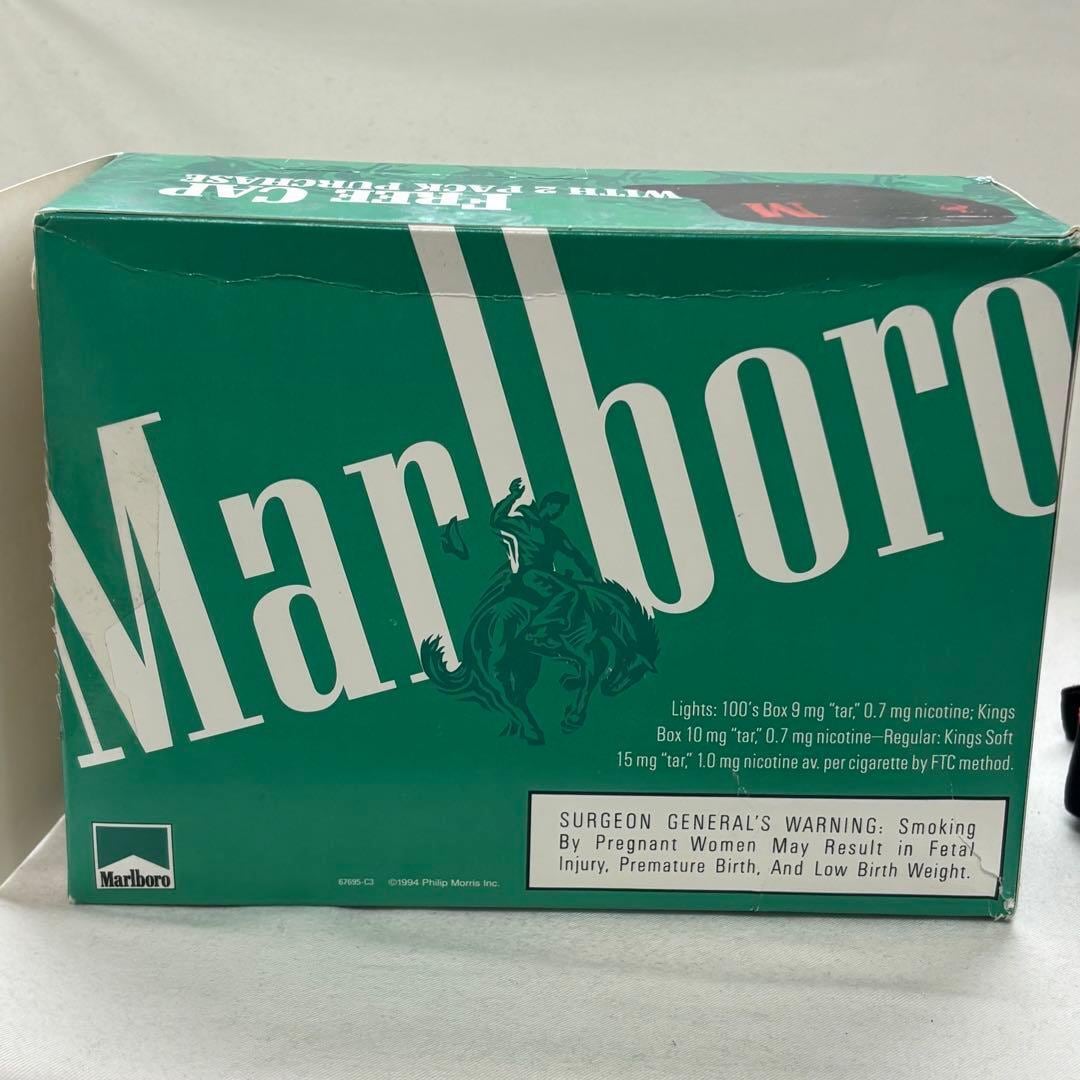 FREE CAP
WITH 2 PACK PURCHASE
M
Marlboro
Lights: 100's Box 9 mg "tar," 0.7 mg nicotine; Kings
Box 10 mg "tar," 0.7 mg nicotine—Regular: Kings Soft
15 mg "tar," 1.0 mg nicotine av. per cigarette by FTC method.
SURGEON GENERAL'S WARNING: Smoking
By Pregnant Women May Result in Fetal
Injury, Premature Birth, And Low Birth Weight.
Marlboro
67695-C3 ©1994 Philip Morris Inc.